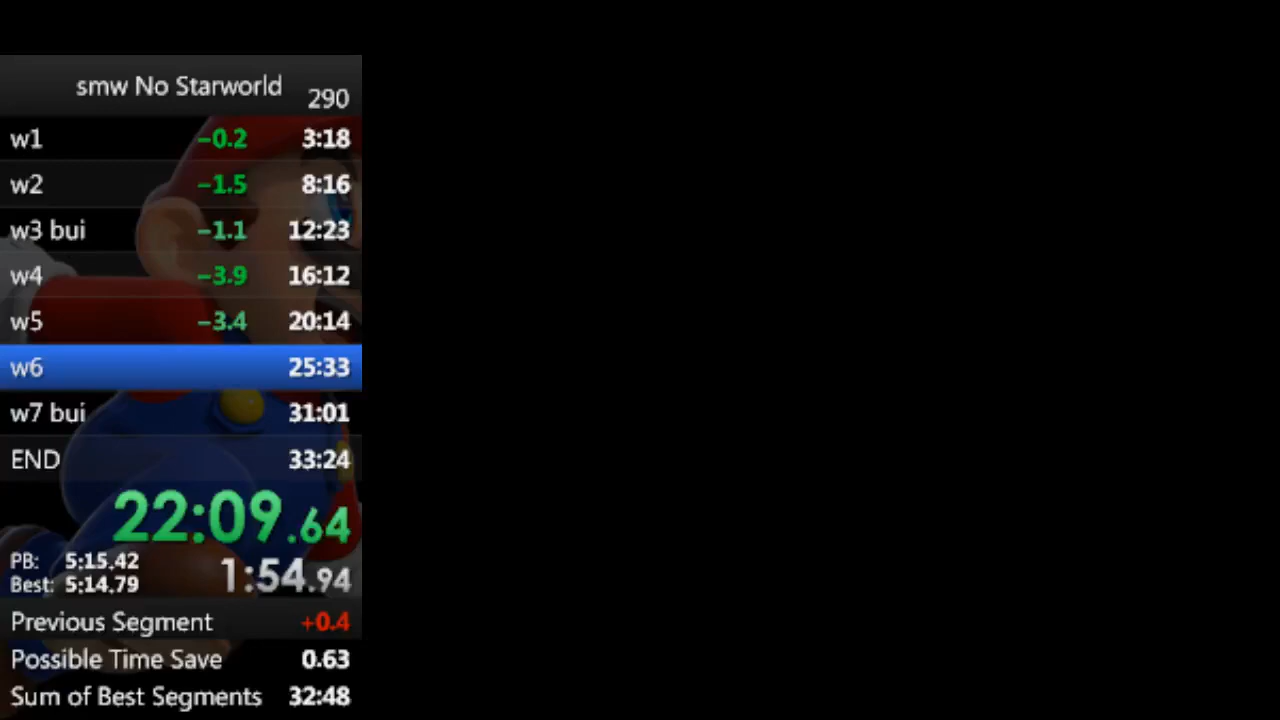 smw No Starworld 290
w1 −0.2 3:18
w2 −1.5 8:16
w3 bui −1.1 12:23
w4 −3.9 16:12
w5 −3.4 20:14
w6 25:33
w7 bui 31:01
END 33:24
22:09.64
PB: 5:15.42
Best: 5:14.79
1:54.94
Previous Segment +0.4
Possible Time Save 0.63
Sum of Best Segments 32:48